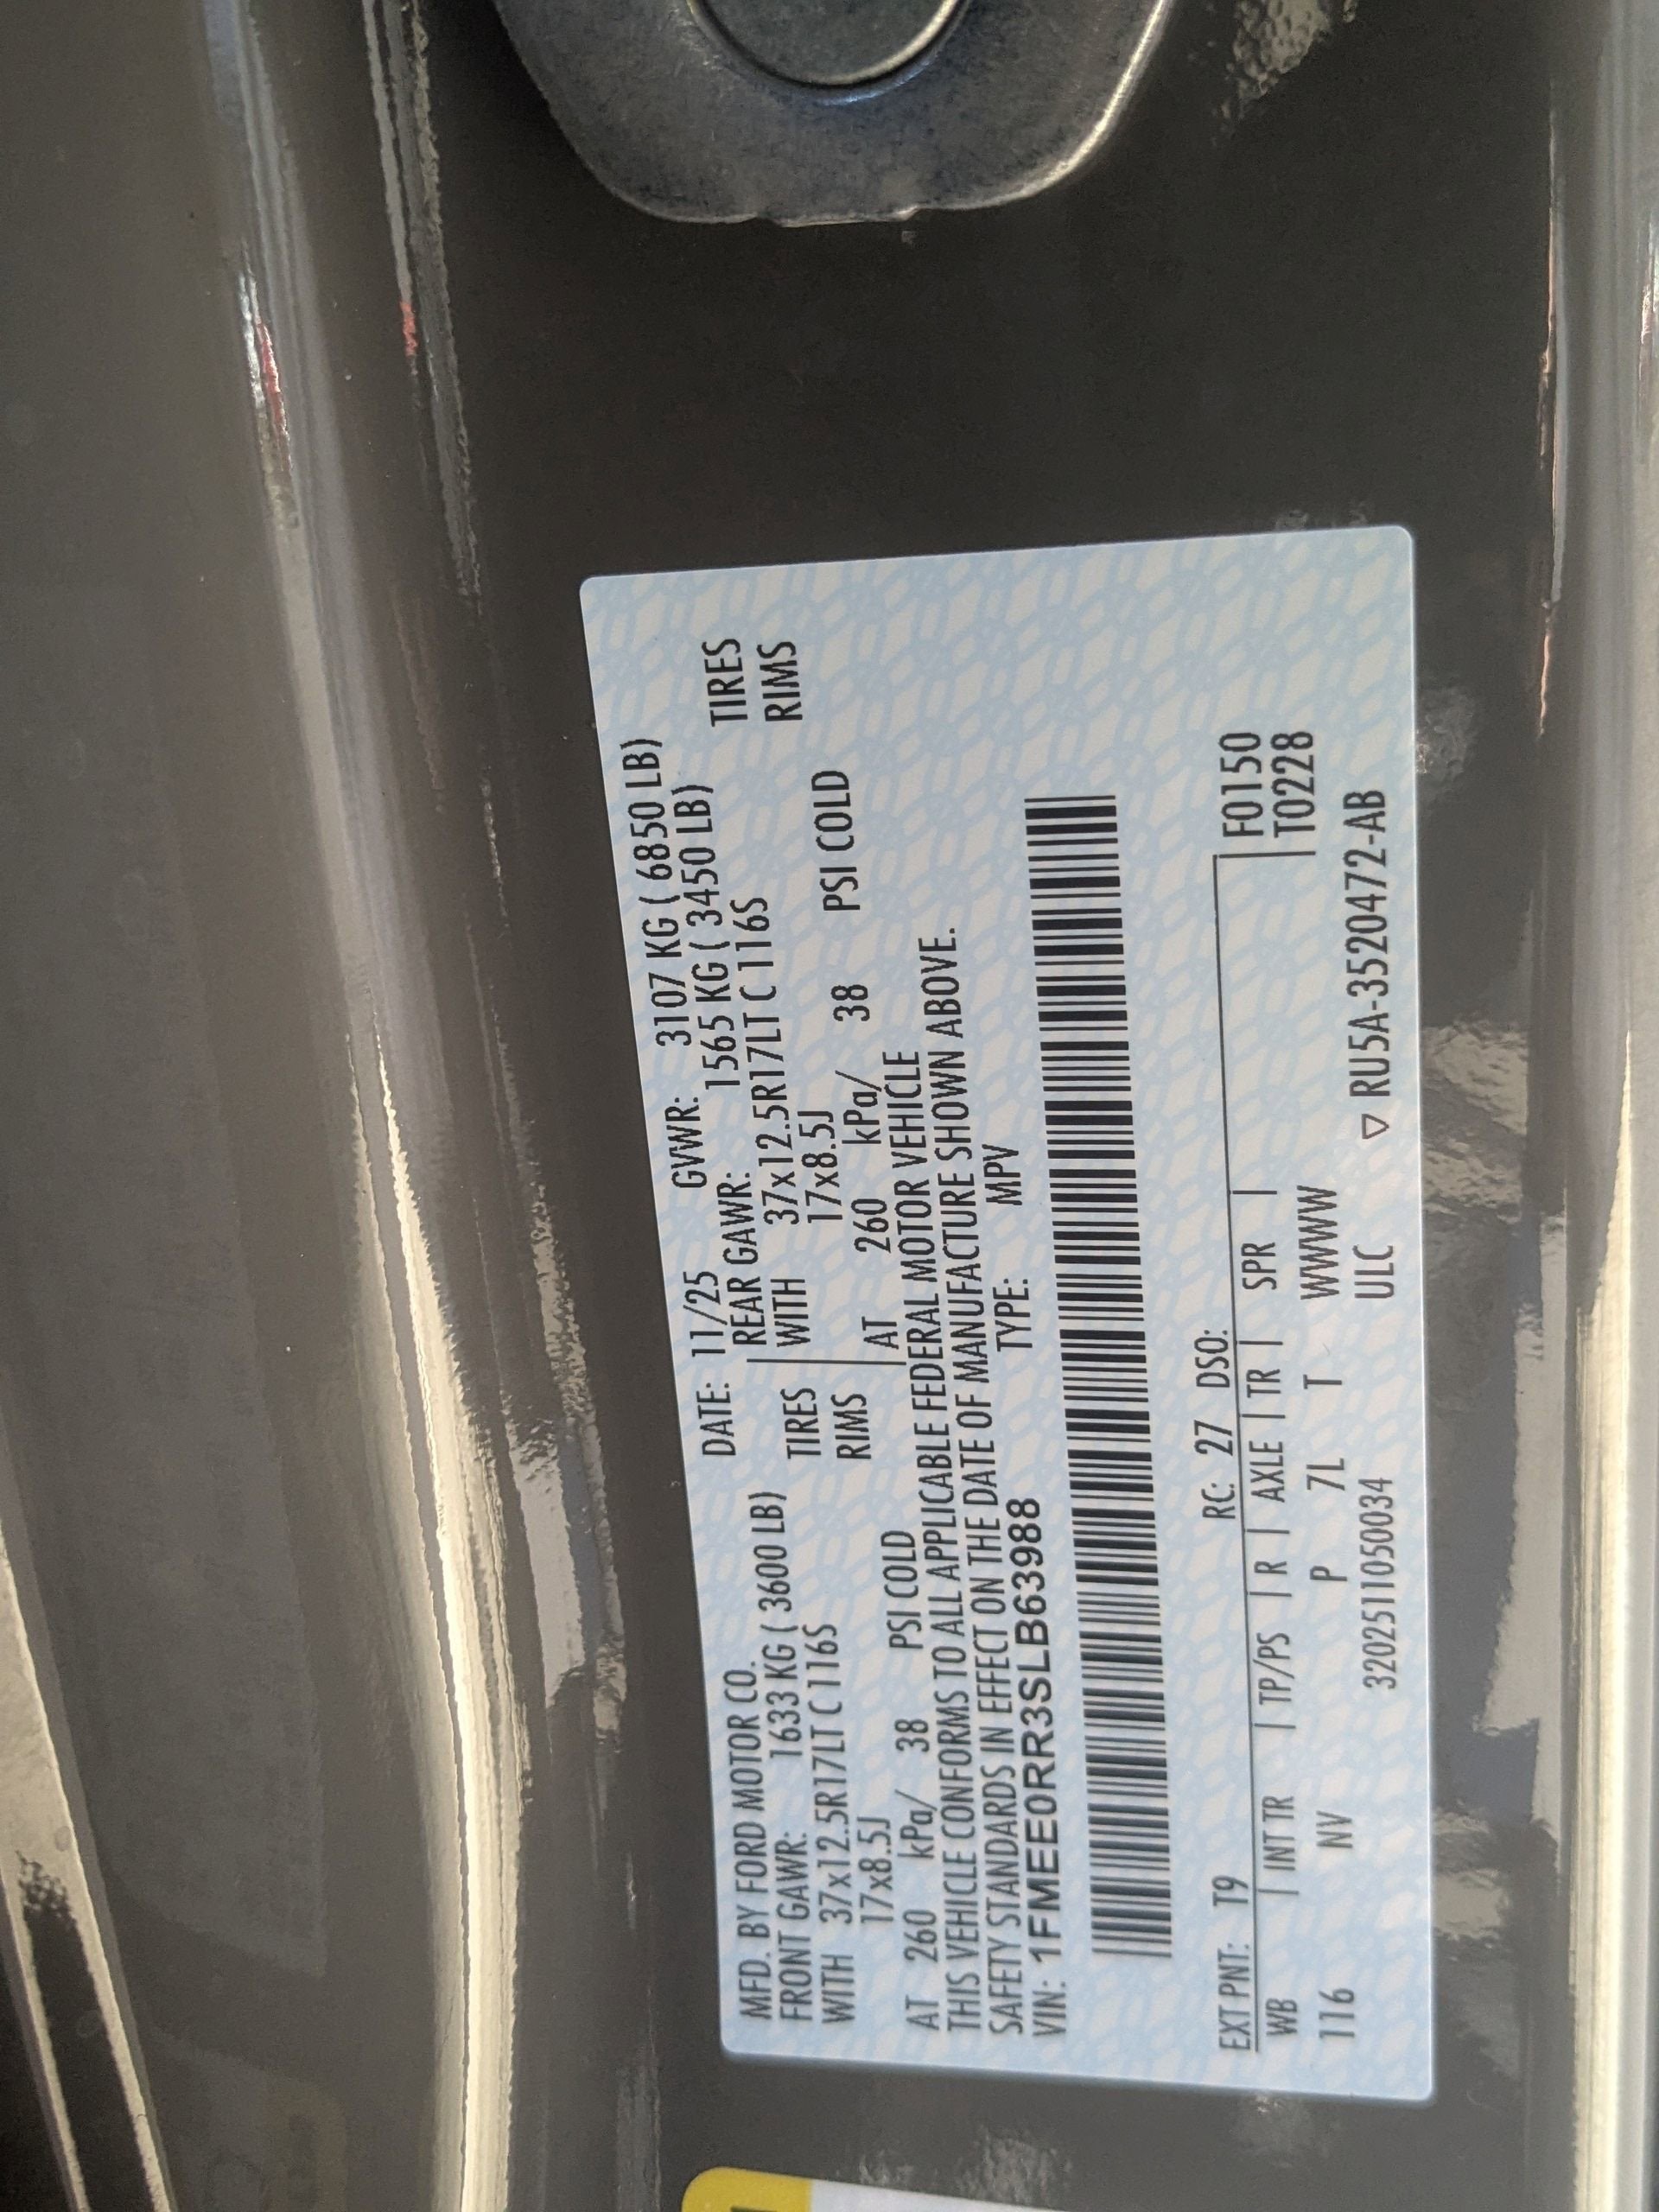 MFD. BY FORD MOTOR CO.
DATE: 11/25 GVWR: 3107 KG ( 6850 LB)
FRONT GAWR: 1633 KG ( 3600 LB) REAR GAWR: 1565 KG ( 3450 LB)
WITH 37x12.5R17LT C 116S TIRES WITH 37x12.5R17LT C 116S TIRES
17x8.5J RIMS 17x8.5J RIMS
AT 260 kPa/ 38 PSI COLD AT 260 kPa/ 38 PSI COLD
THIS VEHICLE CONFORMS TO ALL APPLICABLE FEDERAL MOTOR VEHICLE
SAFETY STANDARDS IN EFFECT ON THE DATE OF MANUFACTURE SHOWN ABOVE.
VIN: 1FMEE0RR3SLB63988 TYPE: MPV
EXT PNT: T9 RC: 27 DSO: F0150
WB | INT TR | TP/PS | R | AXLE | TR | SPR | T0228
116 NV P 7L T WWWW
3202511050034 ULC ▽ RU5A-3520472-AB